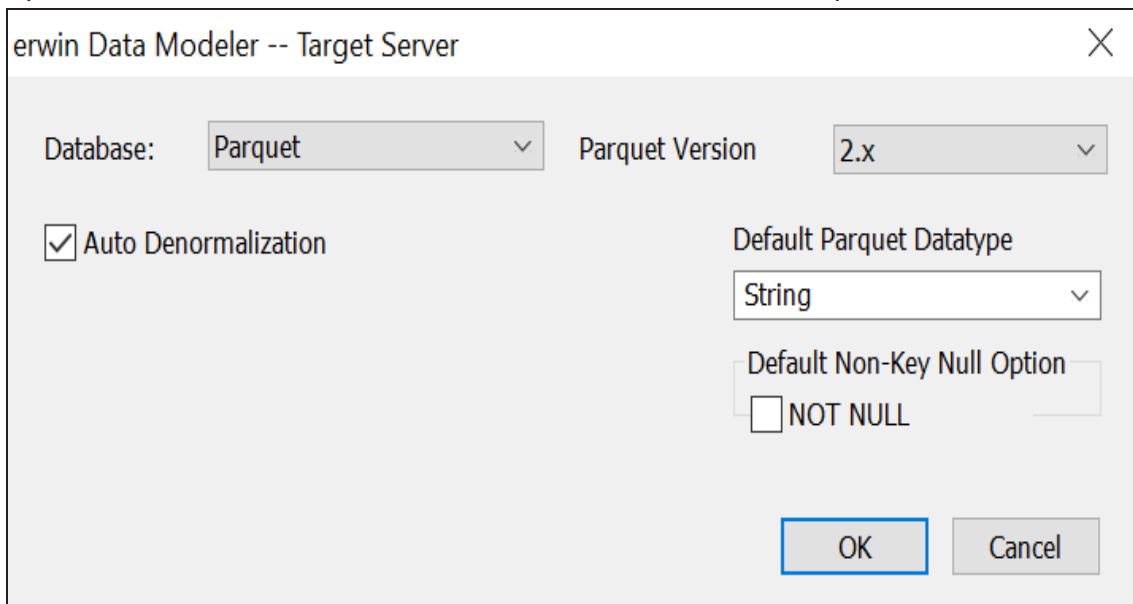 erwin Data Modeler -- Target Server
Database: Parquet Parquet Version 2.x
Auto Denormalization
Default Parquet Datatype
String
Default Non-Key Null Option
NOT NULL
OK Cancel